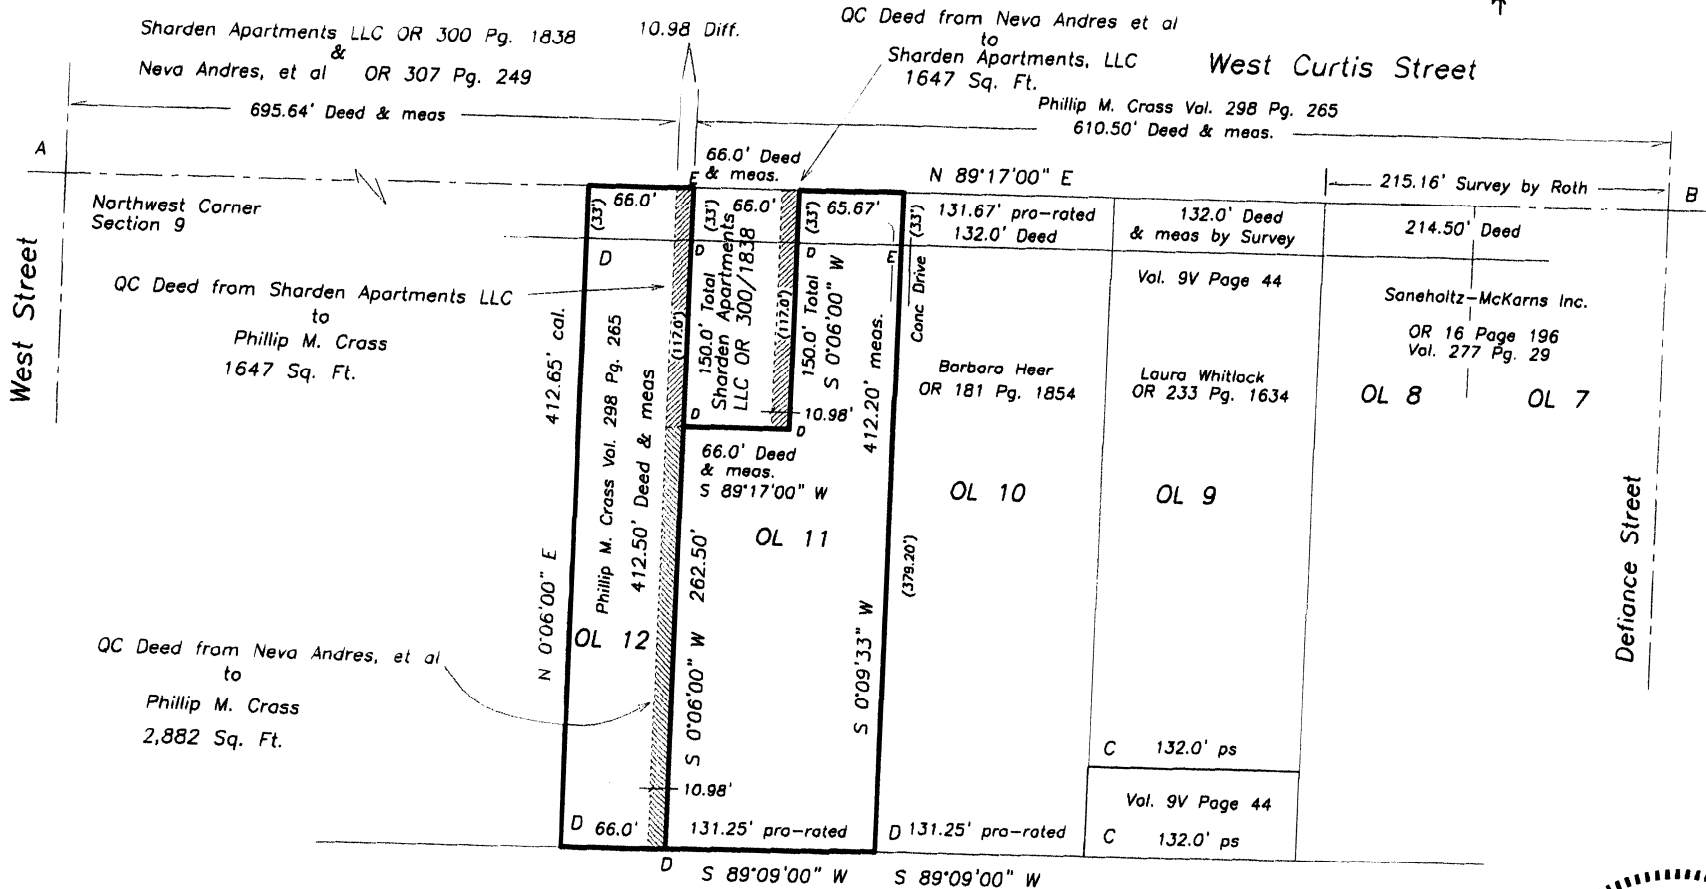 Sharden Apartments LLC OR 300 Pg. 1838
&
Neva Andres, et al OR 307 Pg. 249
695.64' Deed & meas
10.98 Diff.
QC Deed from Neva Andres et al
to
Sharden Apartments, LLC
1647 Sq. Ft.
West Curtis Street
Phillip M. Crass Vol. 298 Pg. 265
610.50' Deed & meas.
A
66.0' Deed
& meas.
E
N 89°17'00" E
215.16' Survey by Roth
B
Northwest Corner
Section 9
West Street
(33')
66.0'
(33')
66.0'
(33')
65.67'
(33')
131.67' pro-rated
132.0' Deed
132.0' Deed
& meas by Survey
214.50' Deed
D
D
D
E
QC Deed from Sharden Apartments LLC
to
Phillip M. Crass
1647 Sq. Ft.
412.65' cal.
N 0°06'00" E
Phillip M. Crass Vol. 298 Pg. 265
412.50' Deed & meas
(117.0')
150.0' Total
Sharden Apartments
LLC OR 300/1838
(117.0')
150.0' Total
S 0°06'00" W
412.20' meas.
Conc Drive
Vol. 9V Page 44
Saneholtz-McKarns Inc.
OR 16 Page 196
Vol. 277 Pg. 29
Barbara Heer
OR 181 Pg. 1854
Laura Whitlock
OR 233 Pg. 1634
OL 8
OL 7
D
10.98'
D
66.0' Deed
& meas.
S 89°17'00" W
OL 10
OL 9
OL 11
262.50'
S 0°06'00" W
(379.20')
S 0°09'33" W
Defiance Street
OL 12
QC Deed from Neva Andres, et al
to
Phillip M. Crass
2,882 Sq. Ft.
C 132.0' ps
10.98'
Vol. 9V Page 44
D 66.0'
131.25' pro-rated
D 131.25' pro-rated
C 132.0' ps
D
S 89°09'00" W
S 89°09'00" W